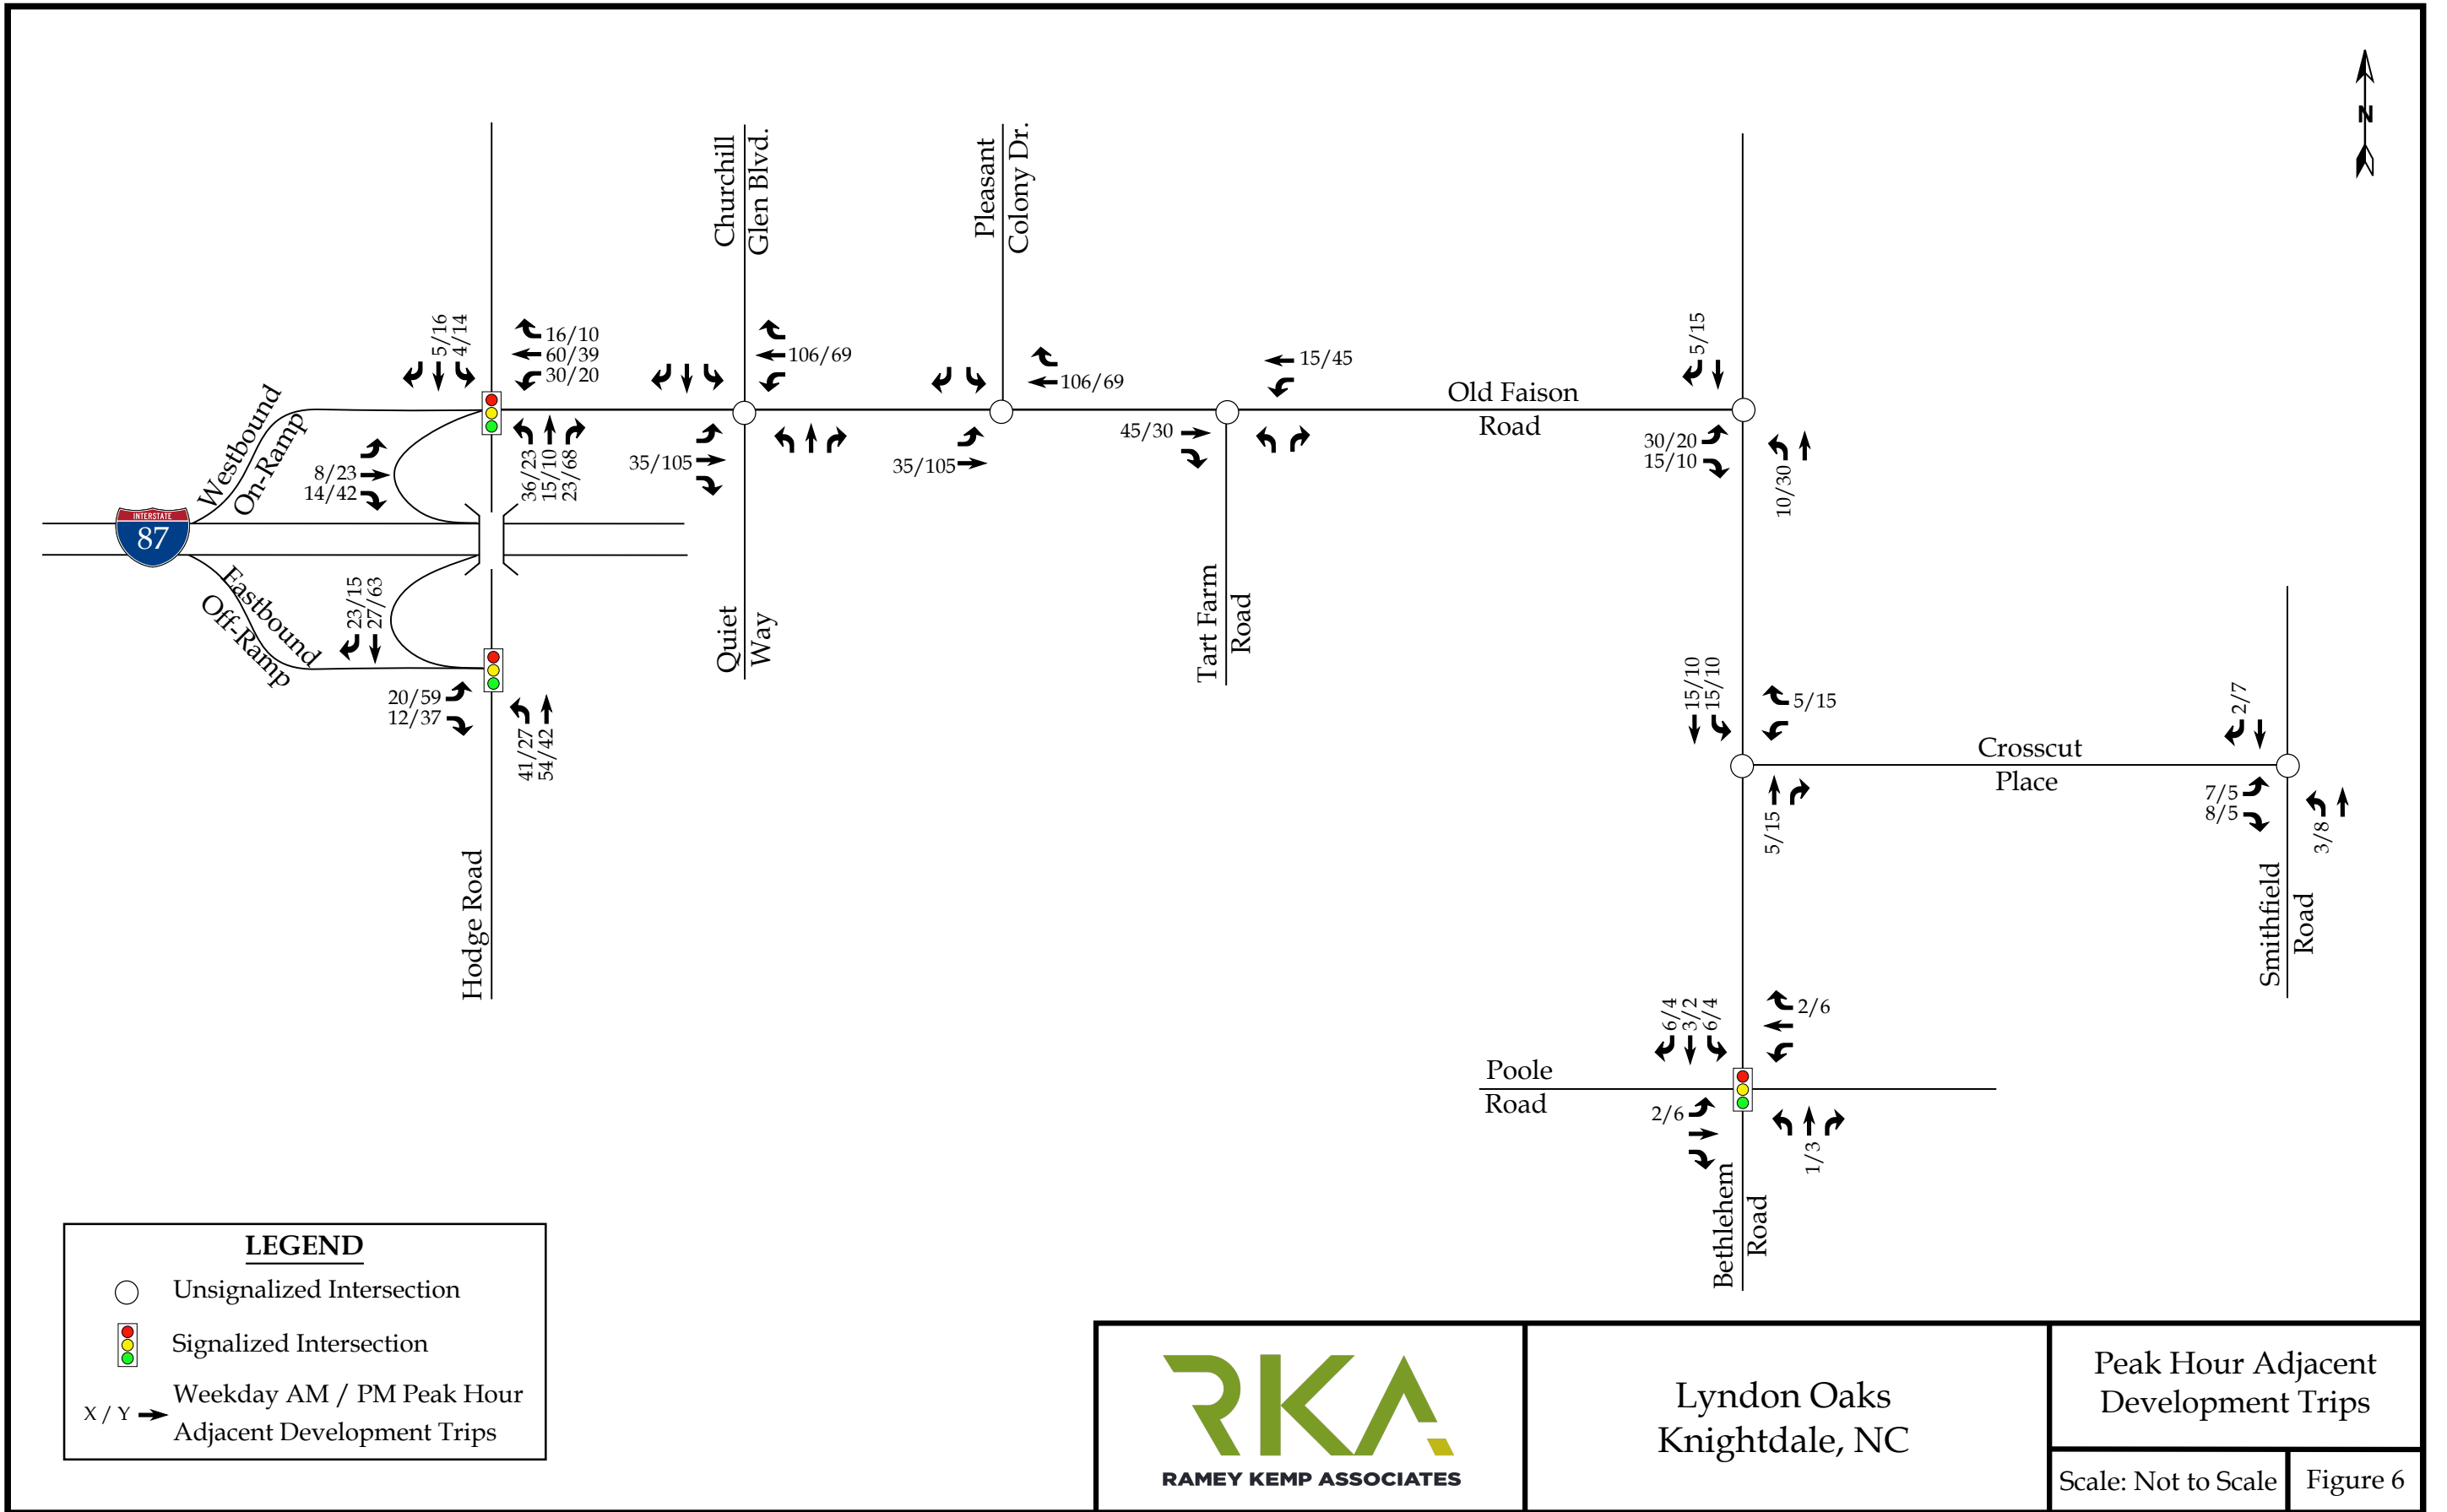 N
Churchill
Glen Blvd.
Pleasant
Colony Dr.
5/16
4/14
16/10
60/39
30/20
106/69
106/69
15/45
5/15
Old Faison
Road
Westbound
On-Ramp
8/23
14/42
36/23
15/10
23/68
35/105
35/105
45/30
30/20
15/10
10/30
INTERSTATE
87
Eastbound
Off-Ramp
23/15
27/63
Quiet
Way
Tart Farm
Road
20/59
12/37
41/27
54/42
15/10
15/10
5/15
2/7
Crosscut
Place
5/15
7/5
8/5
3/8
Hodge Road
Smithfield
Road
6/4
3/2
6/4
2/6
Poole
Road
2/6
1/3
Bethlehem
Road
LEGEND
Unsignalized Intersection
Signalized Intersection
X / Y
Weekday AM / PM Peak Hour
Adjacent Development Trips
RKA
RAMEY KEMP ASSOCIATES
Lyndon Oaks
Knightdale, NC
Peak Hour Adjacent
Development Trips
Scale: Not to Scale
Figure 6